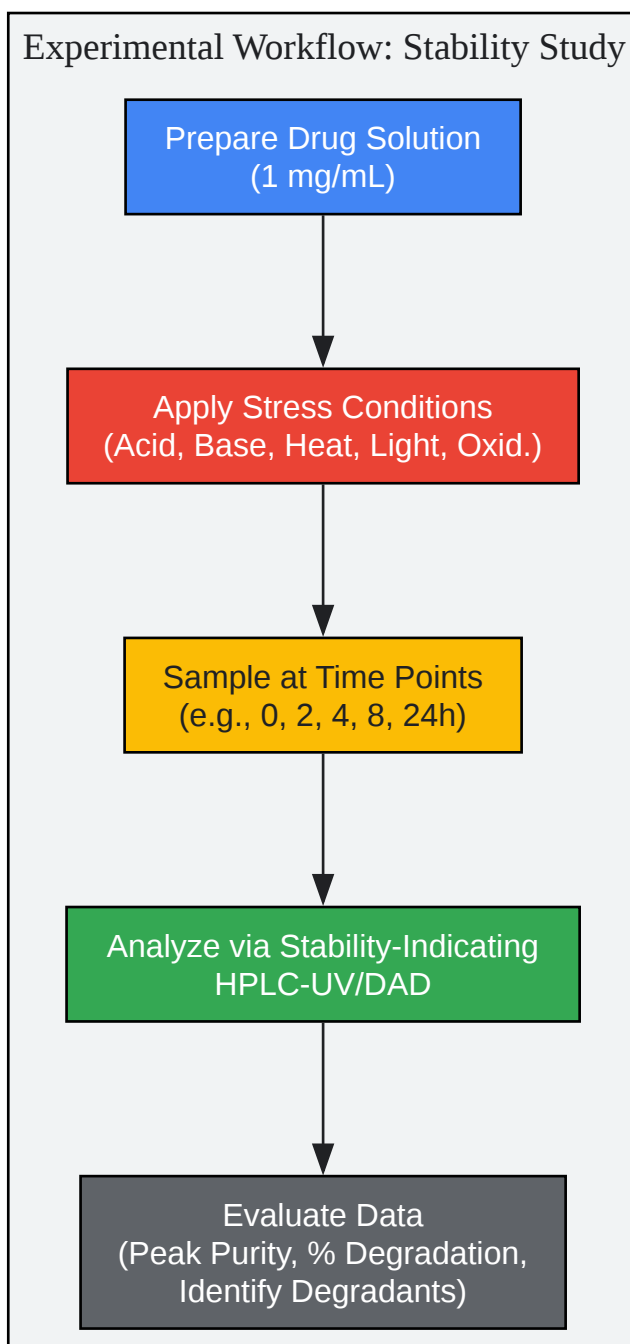 Experimental Workflow: Stability Study
Prepare Drug Solution
(1 mg/mL)
Apply Stress Conditions
(Acid, Base, Heat, Light, Oxid.)
Sample at Time Points
(e.g., 0, 2, 4, 8, 24h)
Analyze via Stability-Indicating
HPLC-UV/DAD
Evaluate Data
(Peak Purity, % Degradation,
Identify Degradants)